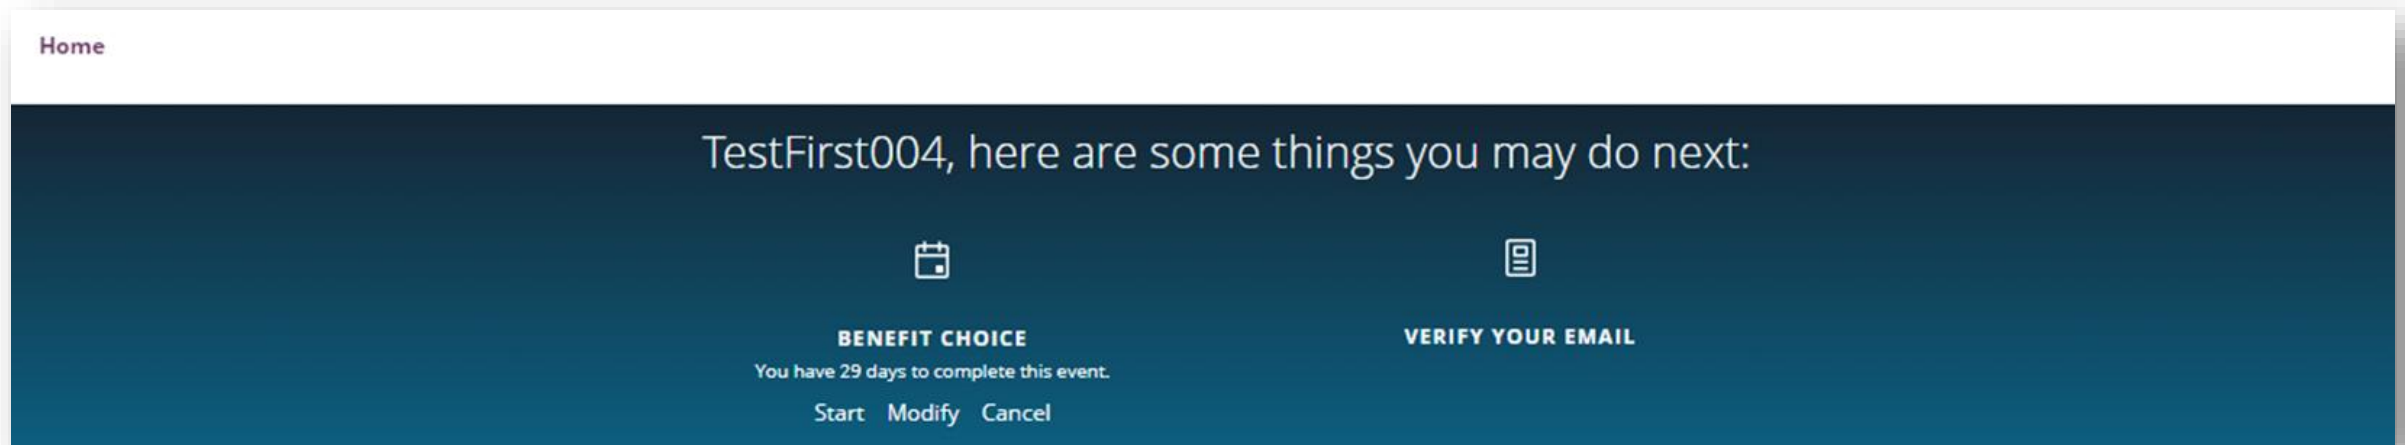 Home
TestFirst004, here are some things you may do next:
BENEFIT CHOICE
You have 29 days to complete this event.
Start Modify Cancel
VERIFY YOUR EMAIL